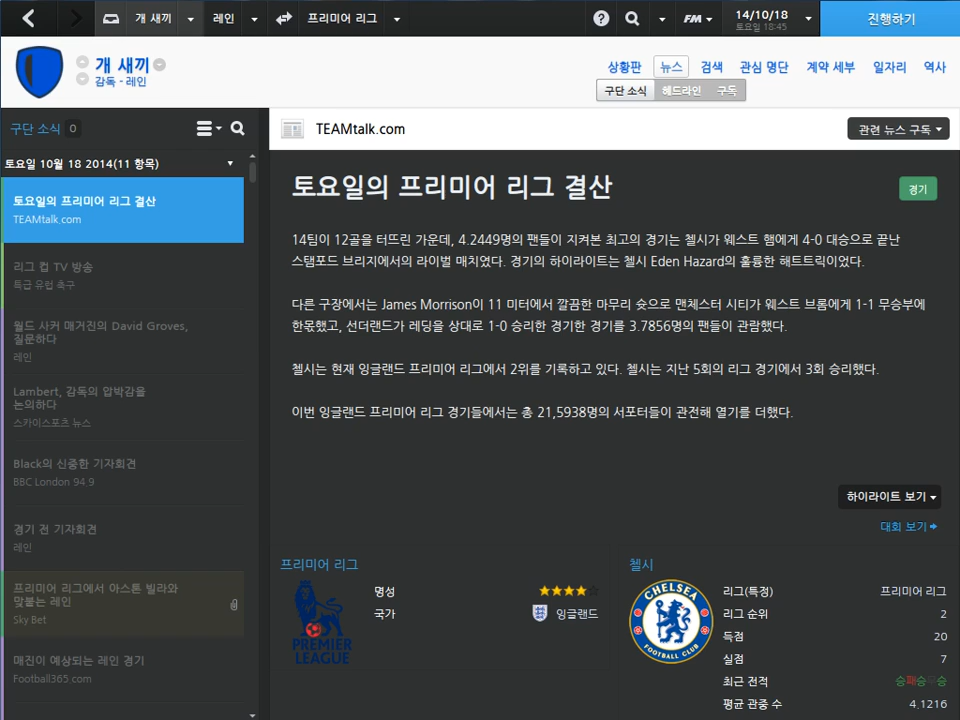 개 새끼
레인
프리미어 리그
?
FM
14/10/18
토요일 18:45
진행하기
개 새끼
감독 - 레인
상황판
뉴스
검색
관심 명단
계약 세부
일자리
역사
구단 소식
헤드라인
구독
구단 소식 0
TEAMtalk.com
관련 뉴스 구독
토요일 10월 18 2014(11 항목)
토요일의 프리미어 리그 결산
TEAMtalk.com
리그 컵 TV 방송
특급 유럽 축구
월드 사커 매거진의 David Groves,
질문하다
레인
Lambert, 감독의 압박감을
논의하다
스카이스포츠 뉴스
Black의 신중한 기자회견
BBC London 94.9
경기 전 기자회견
레인
프리미어 리그에서 아스톤 빌라와
맞붙는 레인
Sky Bet
매진이 예상되는 레인 경기
Football365.com
토요일의 프리미어 리그 결산
경기
14팀이 12골을 터뜨린 가운데, 4.2449명의 팬들이 지켜본 최고의 경기는 첼시가 웨스트 햄에게 4-0 대승으로 끝난
스탬포드 브리지에서의 라이벌 매치였다. 경기의 하이라이트는 첼시 Eden Hazard의 훌륭한 해트트릭이었다.
다른 구장에서는 James Morrison이 11 미터에서 깔끔한 마무리 슛으로 맨체스터 시티가 웨스트 브롬에게 1-1 무승부에
한몫했고, 선더랜드가 레딩을 상대로 1-0 승리한 경기한 경기를 3.7856명의 팬들이 관람했다.
첼시는 현재 잉글랜드 프리미어 리그에서 2위를 기록하고 있다. 첼시는 지난 5회의 리그 경기에서 3회 승리했다.
이번 잉글랜드 프리미어 리그 경기들에서는 총 21,5938명의 서포터들이 관전해 열기를 더했다.
하이라이트 보기
대회 보기
프리미어 리그
명성
국가
잉글랜드
PREMIER
LEAGUE
첼시
CHELSEA
FOOTBALL CLUB
리그(특정) 프리미어 리그
리그 순위 2
득점 20
실점 7
최근 전적 승패승무승
평균 관중 수 4,1216